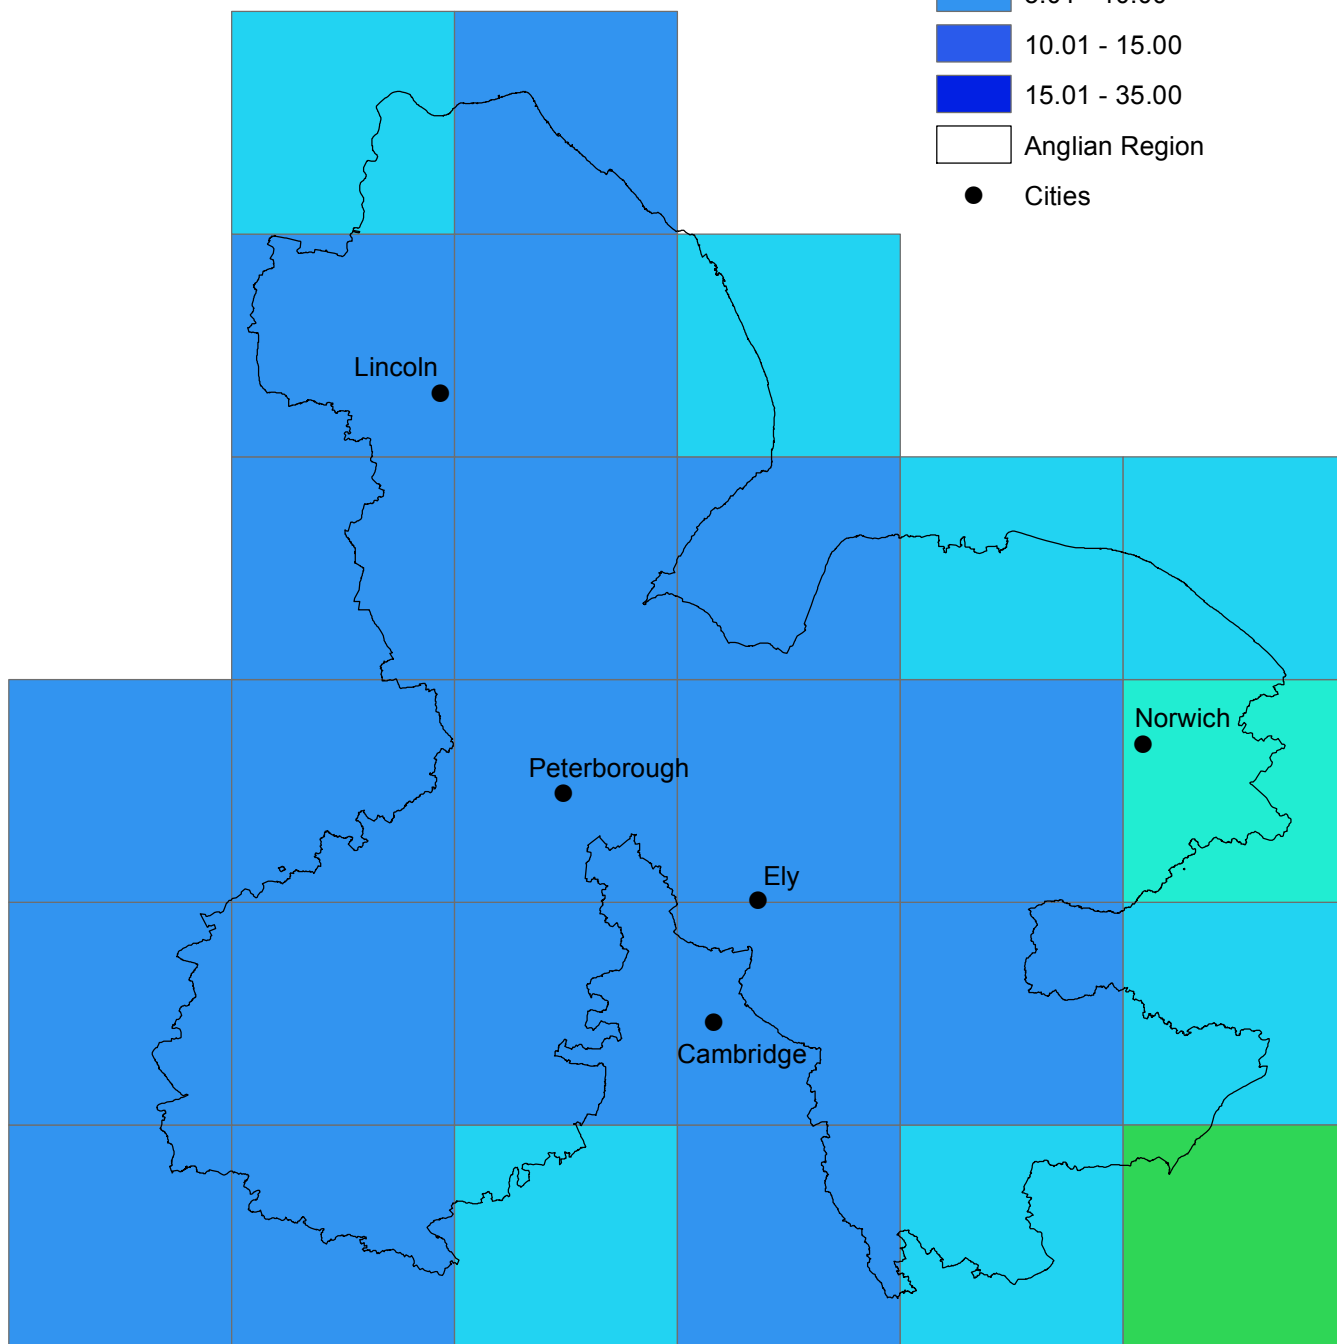 10.01 - 15.00
15.01 - 35.00
Anglian Region
Cities
Lincoln
Norwich
Peterborough
Ely
Cambridge